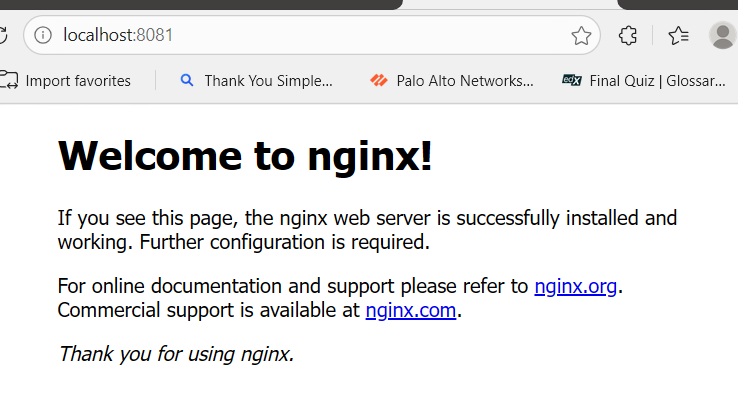 localhost:8081
Import favorites
Thank You Simple...
Palo Alto Networks...
edX
Final Quiz | Glossar...
Welcome to nginx!
If you see this page, the nginx web server is successfully installed and
working. Further configuration is required.
For online documentation and support please refer to nginx.org.
Commercial support is available at nginx.com.
Thank you for using nginx.